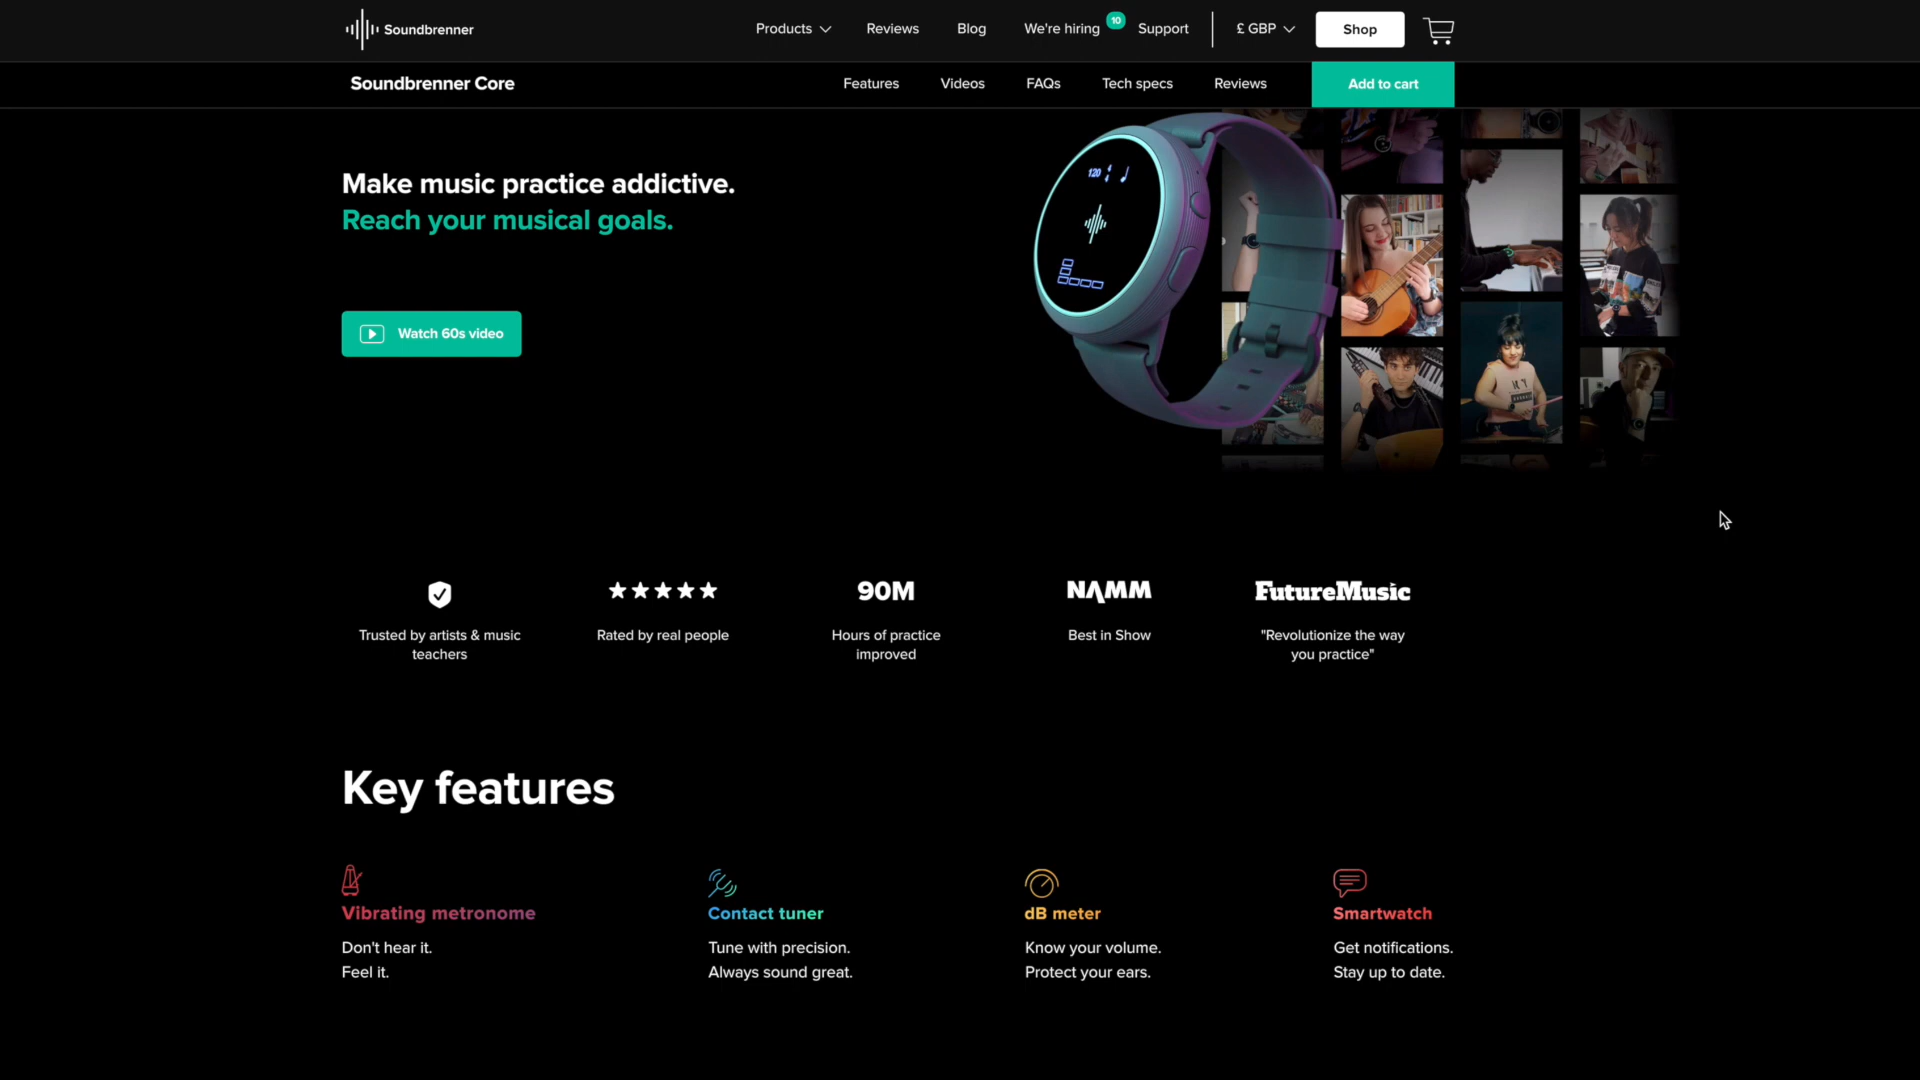 Soundbrenner
Products
Reviews
Blog
We're hiring
10
Support
£ GBP
Shop
Soundbrenner Core
Features
Videos
FAQs
Tech specs
Reviews
Add to cart
Make music practice addictive.
Reach your musical goals.
120
Watch 60s video
Trusted by artists & music
teachers
Rated by real people
90M
Hours of practice
improved
NAMM
Best in Show
FutureMusic
"Revolutionize the way
you practice"
Key features
Vibrating metronome
Don't hear it.
Feel it.
Contact tuner
Tune with precision.
Always sound great.
dB meter
Know your volume.
Protect your ears.
Smartwatch
Get notifications.
Stay up to date.